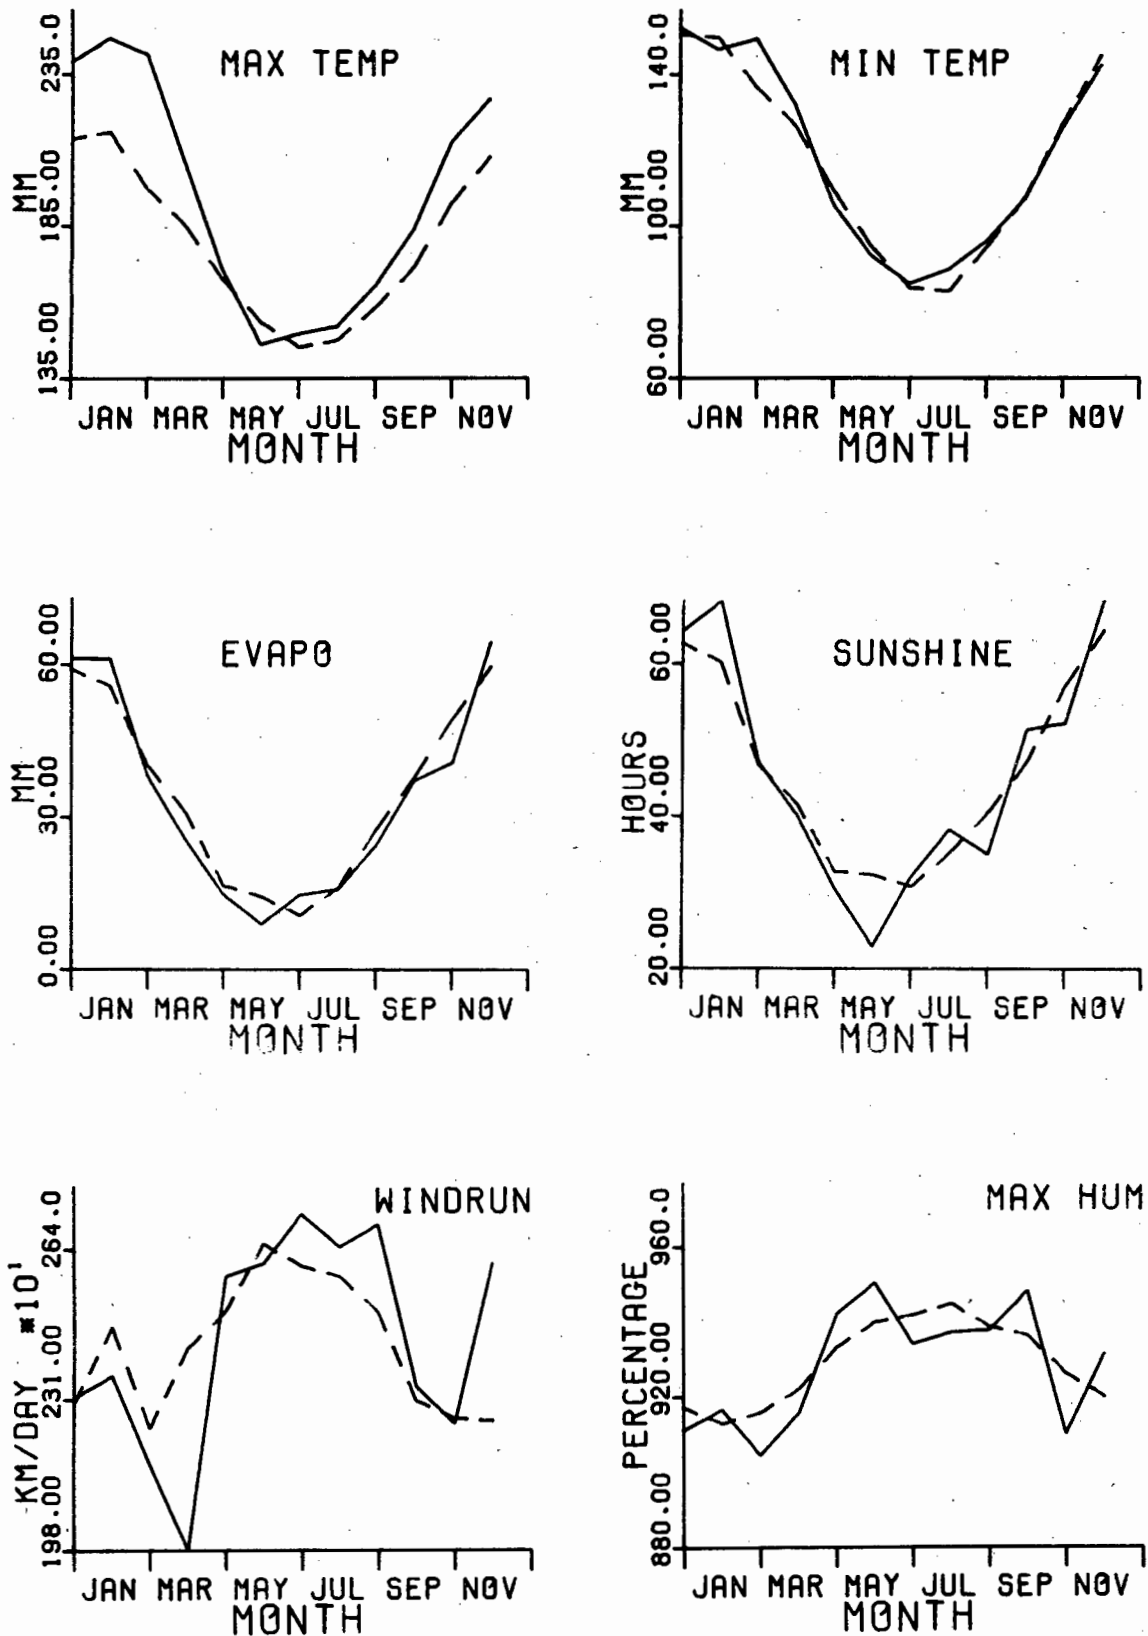 MAX TEMP
MM
235.0
185.00
135.00
JAN MAR MAY JUL SEP NOV
MONTH
MIN TEMP
MM
140.0
100.00
60.00
JAN MAR MAY JUL SEP NOV
MONTH
EVAPO
MM
60.00
30.00
0.00
JAN MAR MAY JUL SEP NOV
MONTH
SUNSHINE
HOURS
60.00
40.00
20.00
JAN MAR MAY JUL SEP NOV
MONTH
WINDRUN
KM/DAY *10¹
264.0
231.00
198.00
JAN MAR MAY JUL SEP NOV
MONTH
MAX HUM
PERCENTAGE
960.0
920.00
880.00
JAN MAR MAY JUL SEP NOV
MONTH